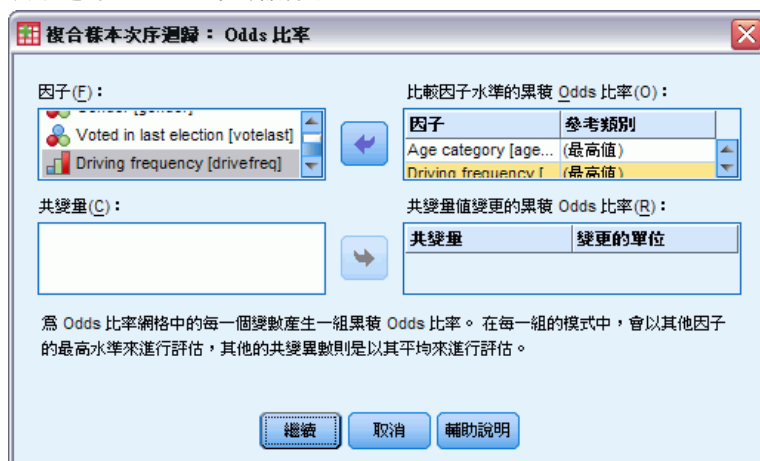 複合樣本次序迴歸： Odds 比率
因子(F)：
比較因子水準的累積 Odds 比率(O)：
Voted in last election [votelast]
Driving frequency [drivefreq]
因子 參考類別
Age category [age... (最高值)
Driving frequency [ (最高值)
共變量(C)：
共變量值變更的累積 Odds 比率(R)：
共變量 變更的單位
為 Odds 比率網格中的每一個變數產生一組累積 Odds 比率。 在每一組的模式中，會以其他因子
的最高水準來進行評估，其他的共變異數則是以其平均來進行評估。
繼續 取消 輔助說明